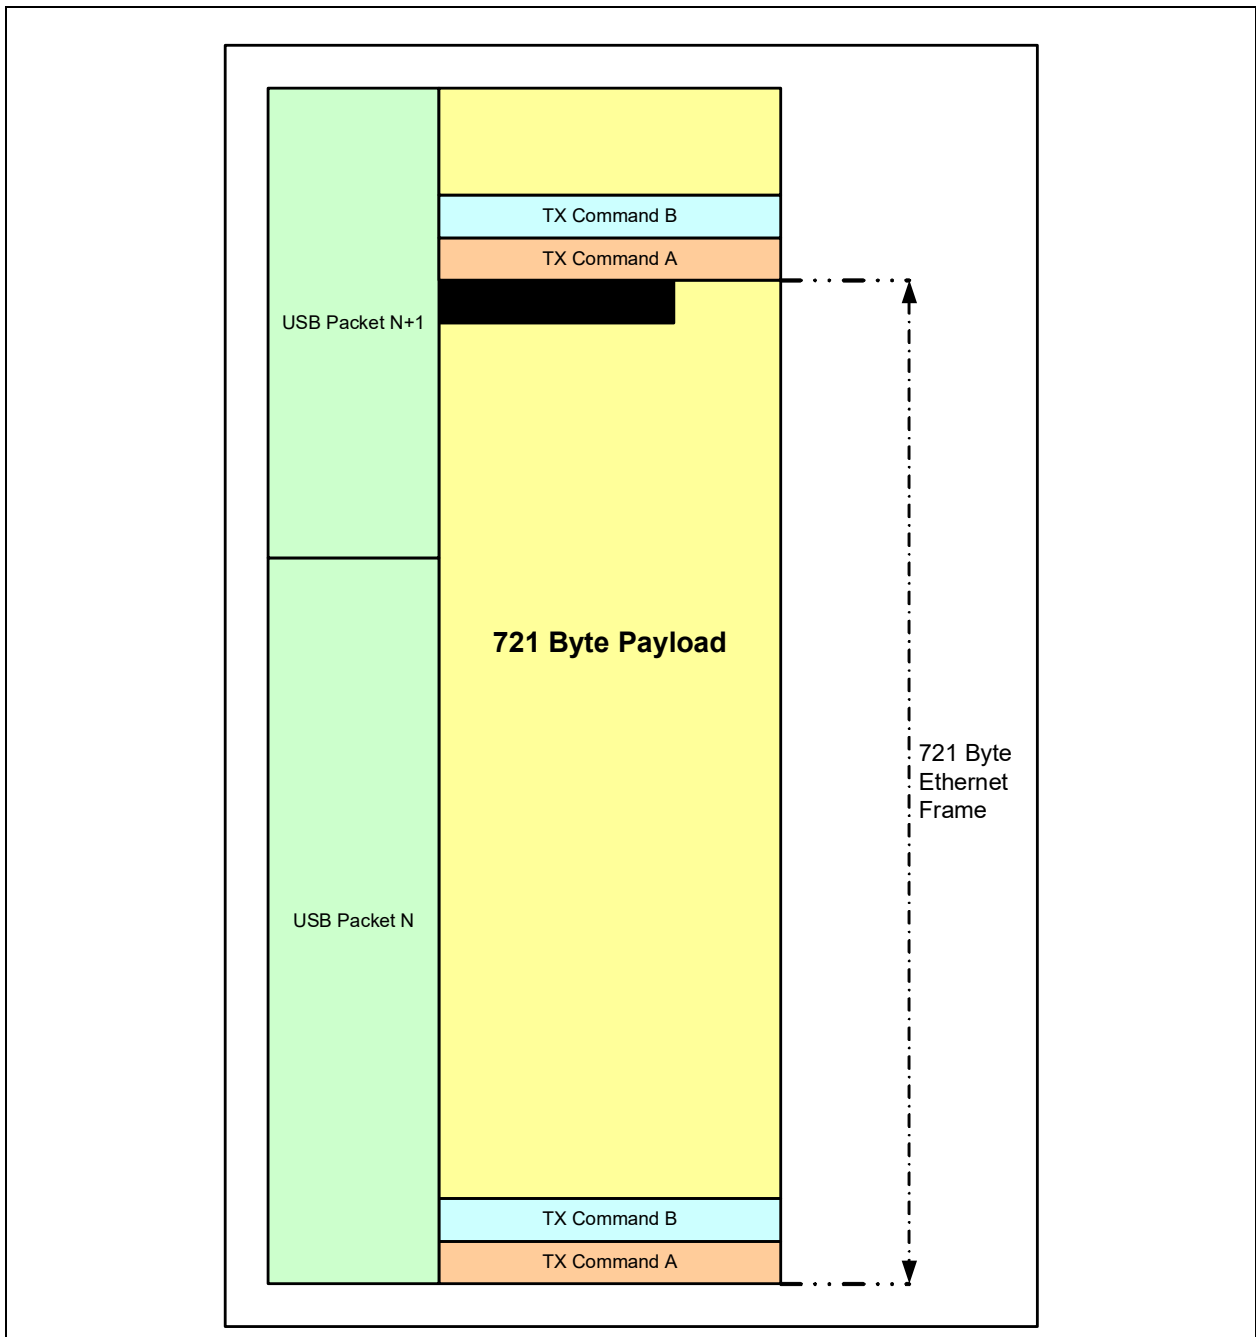 TX Command B
TX Command A
USB Packet N+1
721 Byte Payload
721 Byte
Ethernet
Frame
USB Packet N
TX Command B
TX Command A